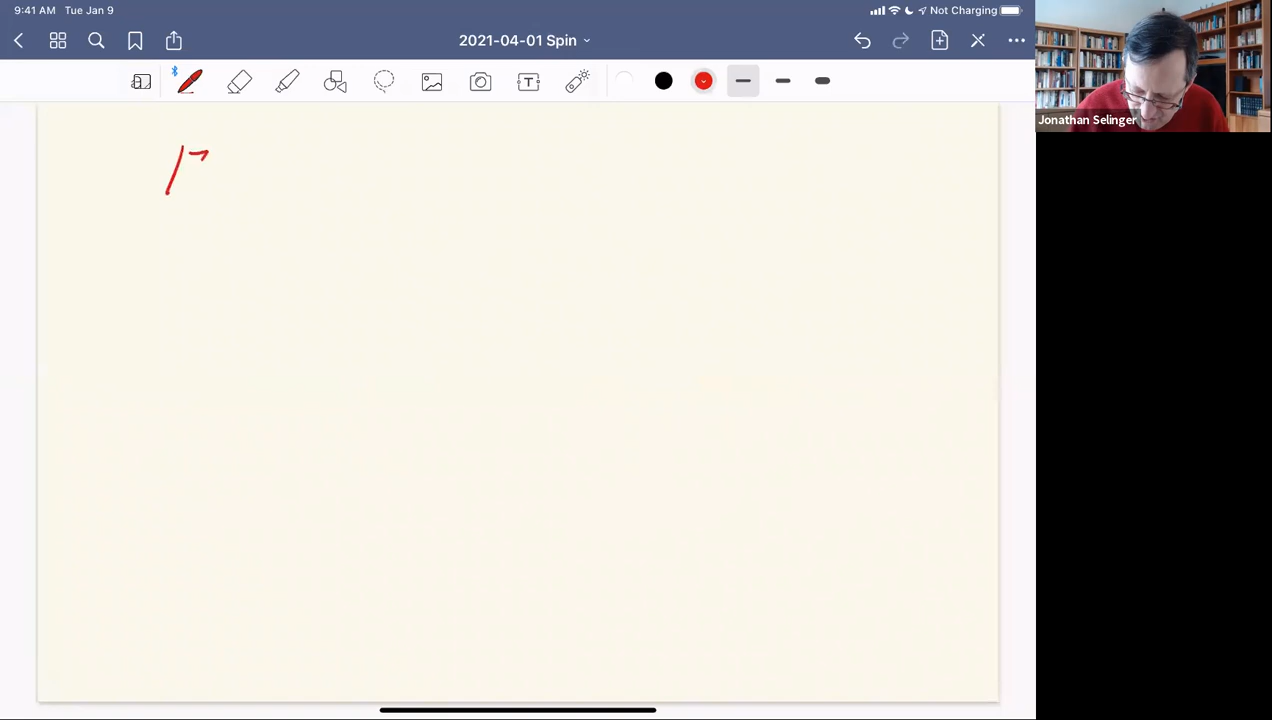 9:41 AM Tue Jan 9
Not Charging
2021-04-01 Spin
T
Jonathan Selinger